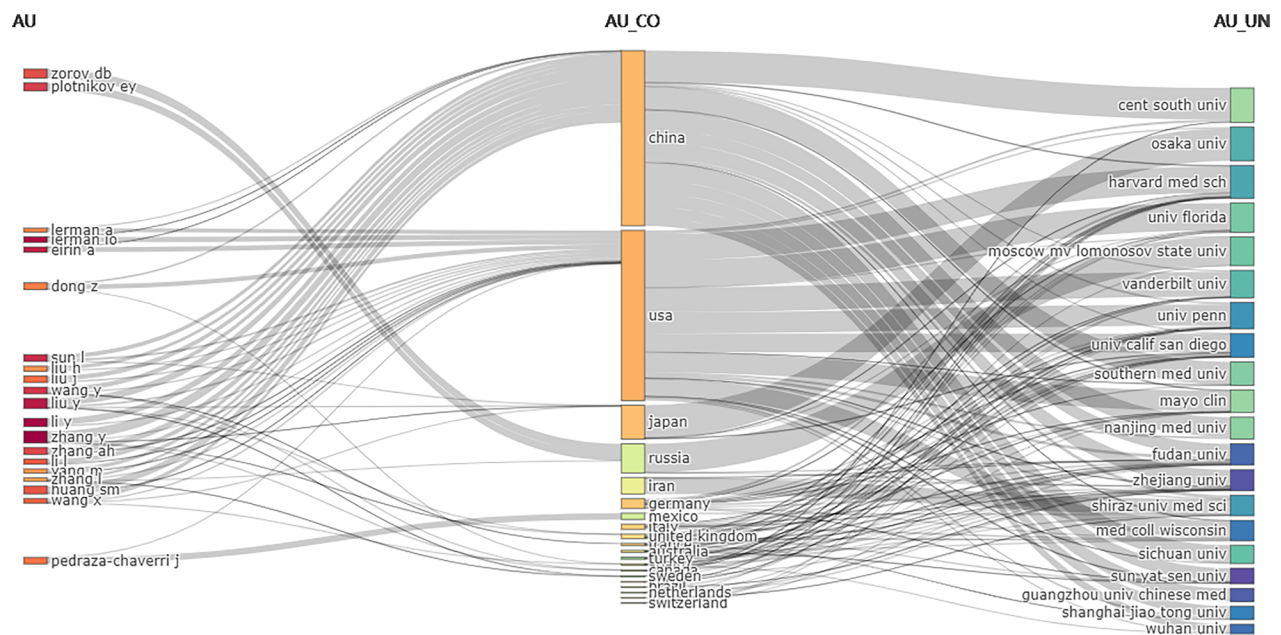 AU
AU_CO
AU_UN
zorov db
plotnikov ey
lerman a
lerman lo
eirin a
dong z
sun l
liu h
liu j
wang y
liu y
li y
zhang y
zhang ah
li l
yang m
zhang l
huang sm
wang x
pedraza-chaverri j
china
usa
japan
russia
iran
germany
mexico
italy
united kingdom
australia
turkey
canada
sweden
brazil
netherlands
switzerland
cent south univ
osaka univ
harvard med sch
univ florida
moscow mv lomonosov state univ
vanderbilt univ
univ penn
univ calif san diego
southern med univ
mayo clin
nanjing med univ
fudan univ
zhejiang univ
shiraz univ med sci
med coll wisconsin
sichuan univ
sun yat sen univ
guangzhou univ chinese med
shanghai jiao tong univ
wuhan univ